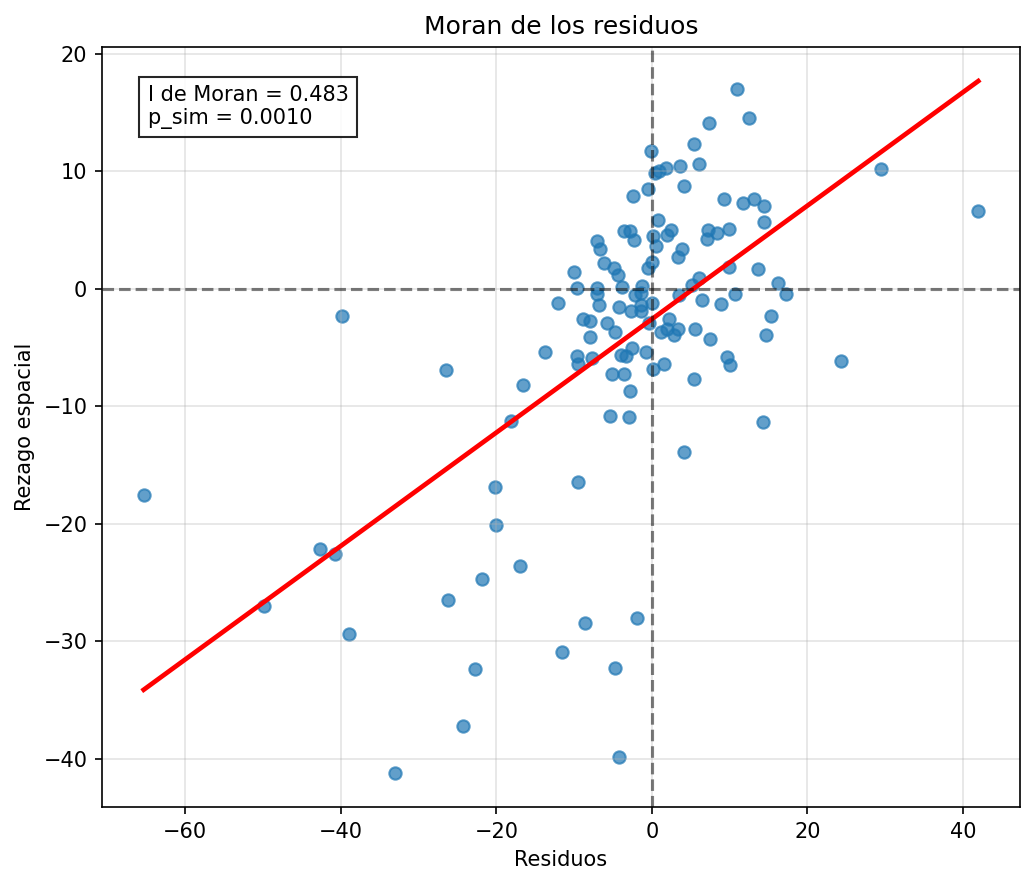 Moran de los residuos
I de Moran = 0.483
p_sim = 0.0010
20
10
0
−10
−20
−30
−40
Rezago espacial
−60
−40
−20
0
20
40
Residuos